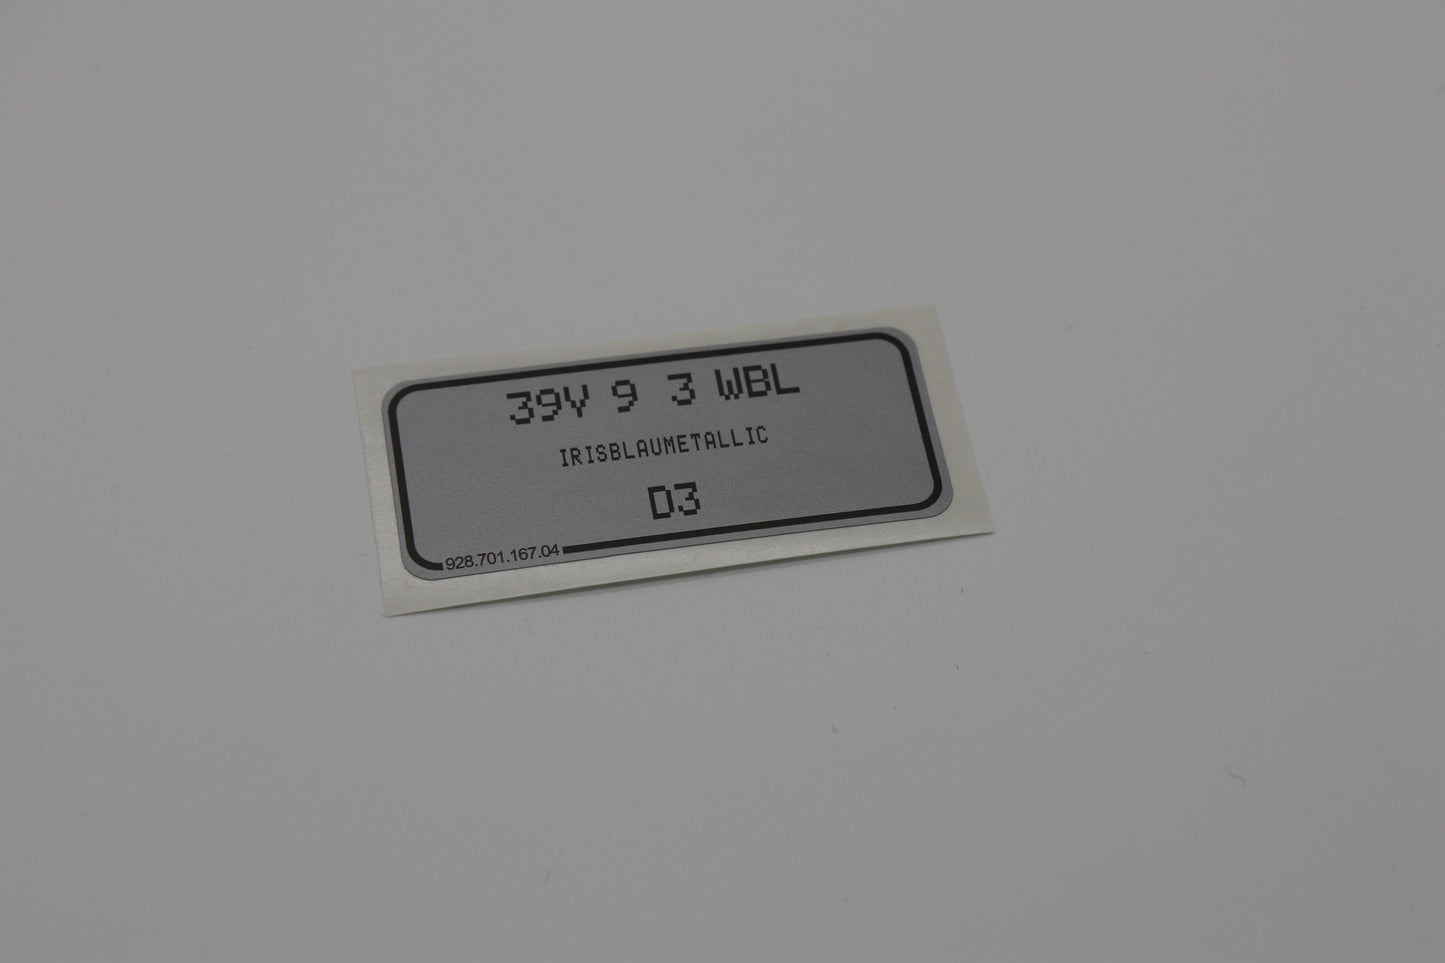 39V 9 3 WBL
IRISBLAUMETALLIC
D3
928.701.167.04